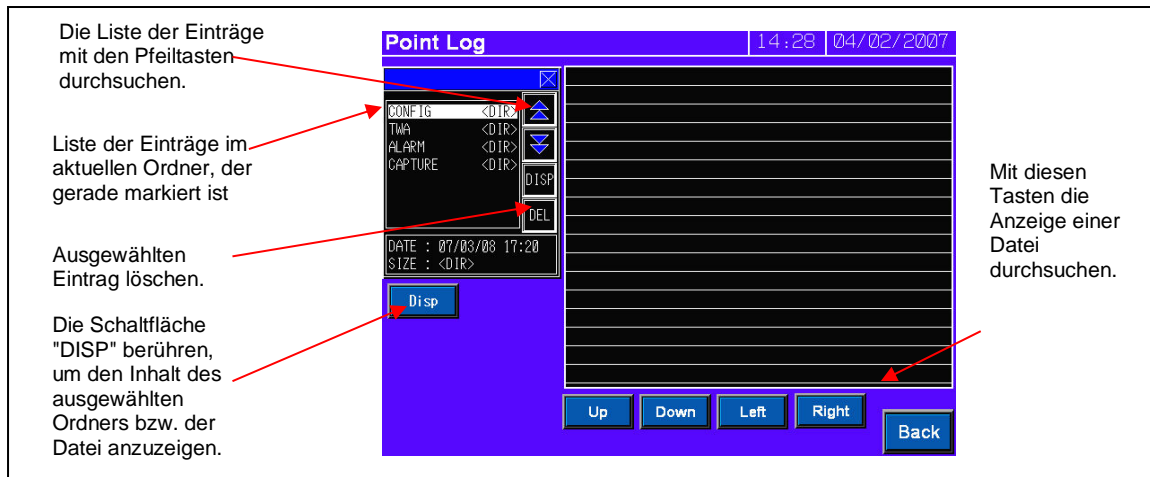 Die Liste der Einträge
mit den Pfeiltasten
durchsuchen.
Liste der Einträge im
aktuellen Ordner, der
gerade markiert ist
Ausgewählten
Eintrag löschen.
Die Schaltfläche
"DISP" berühren,
um den Inhalt des
ausgewählten
Ordners bzw. der
Datei anzuzeigen.
Point Log
14:28
04/02/2007
CONFIG <DIR>
TWA <DIR>
ALARM <DIR>
CAPTURE <DIR>
DISP
DEL
DATE : 07/03/08 17:20
SIZE : <DIR>
Disp
Up
Down
Left
Right
Back
Mit diesen
Tasten die
Anzeige einer
Datei
durchsuchen.